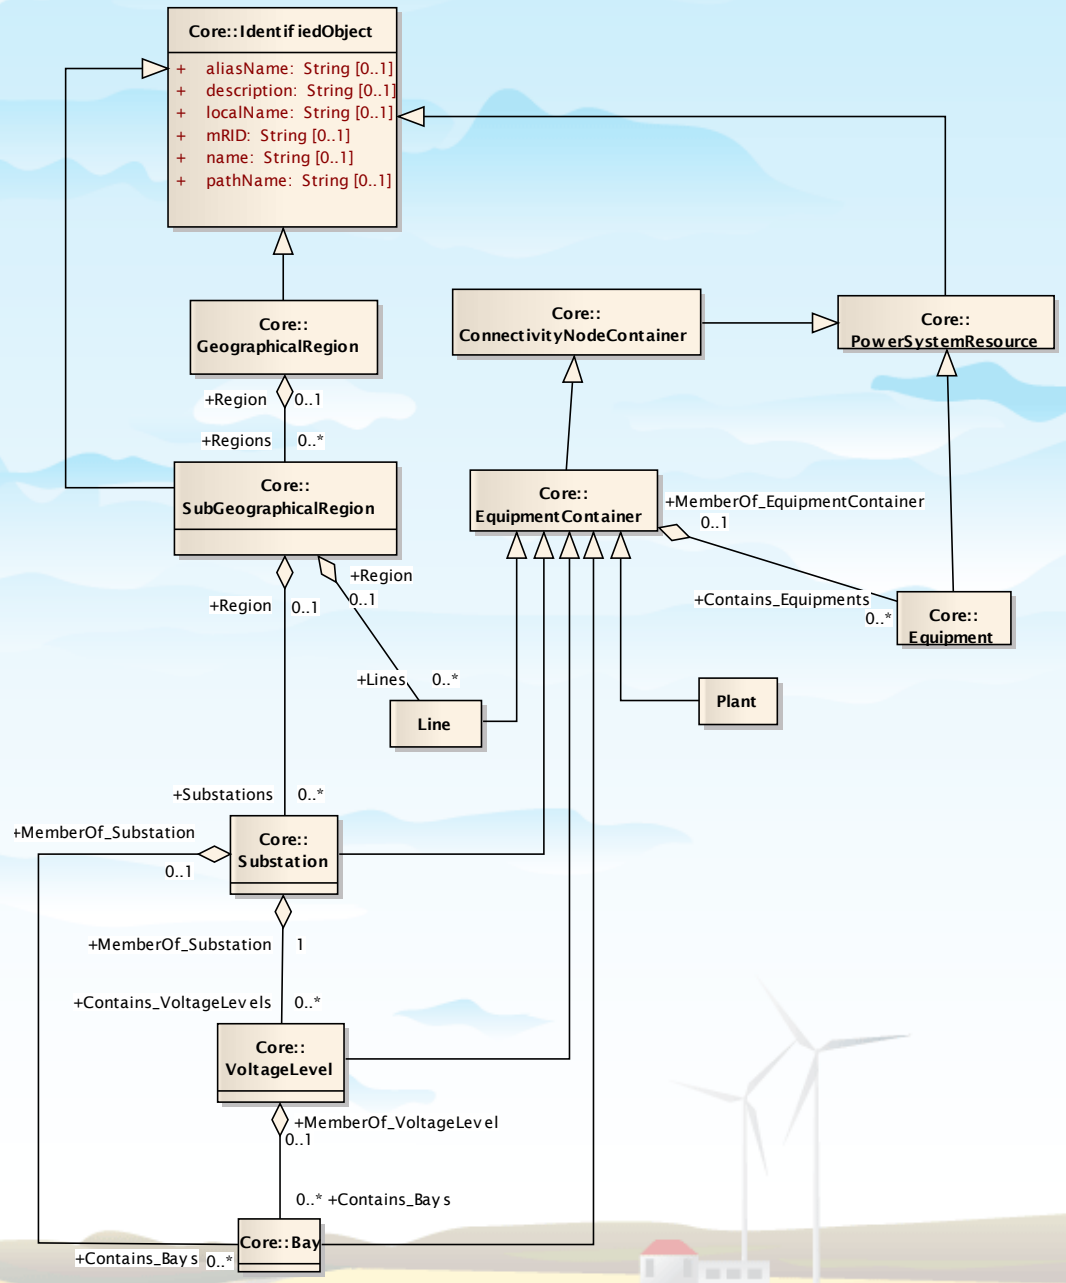 Core::IdentifiedObject
+ aliasName: String [0..1]
+ description: String [0..1]
+ localName: String [0..1]
+ mRID: String [0..1]
+ name: String [0..1]
+ pathName: String [0..1]
Core::
GeographicalRegion
Core::
ConnectivityNodeContainer
Core::
PowerSystemResource
+Region 0..1
+Regions 0..*
Core::
SubGeographicalRegion
Core::
EquipmentContainer
+MemberOf_EquipmentContainer
0..1
+Region
0..1
+Region 0..1
+Contains_Equipments
0..*
Core::
Equipment
+Lines 0..*
Line
Plant
+Substations 0..*
+MemberOf_Substation
0..1
Core::
Substation
+MemberOf_Substation 1
+Contains_VoltageLevels 0..*
Core::
VoltageLevel
+MemberOf_VoltageLevel
0..1
0..* +Contains_Bays
Core::Bay
+Contains_Bays 0..*